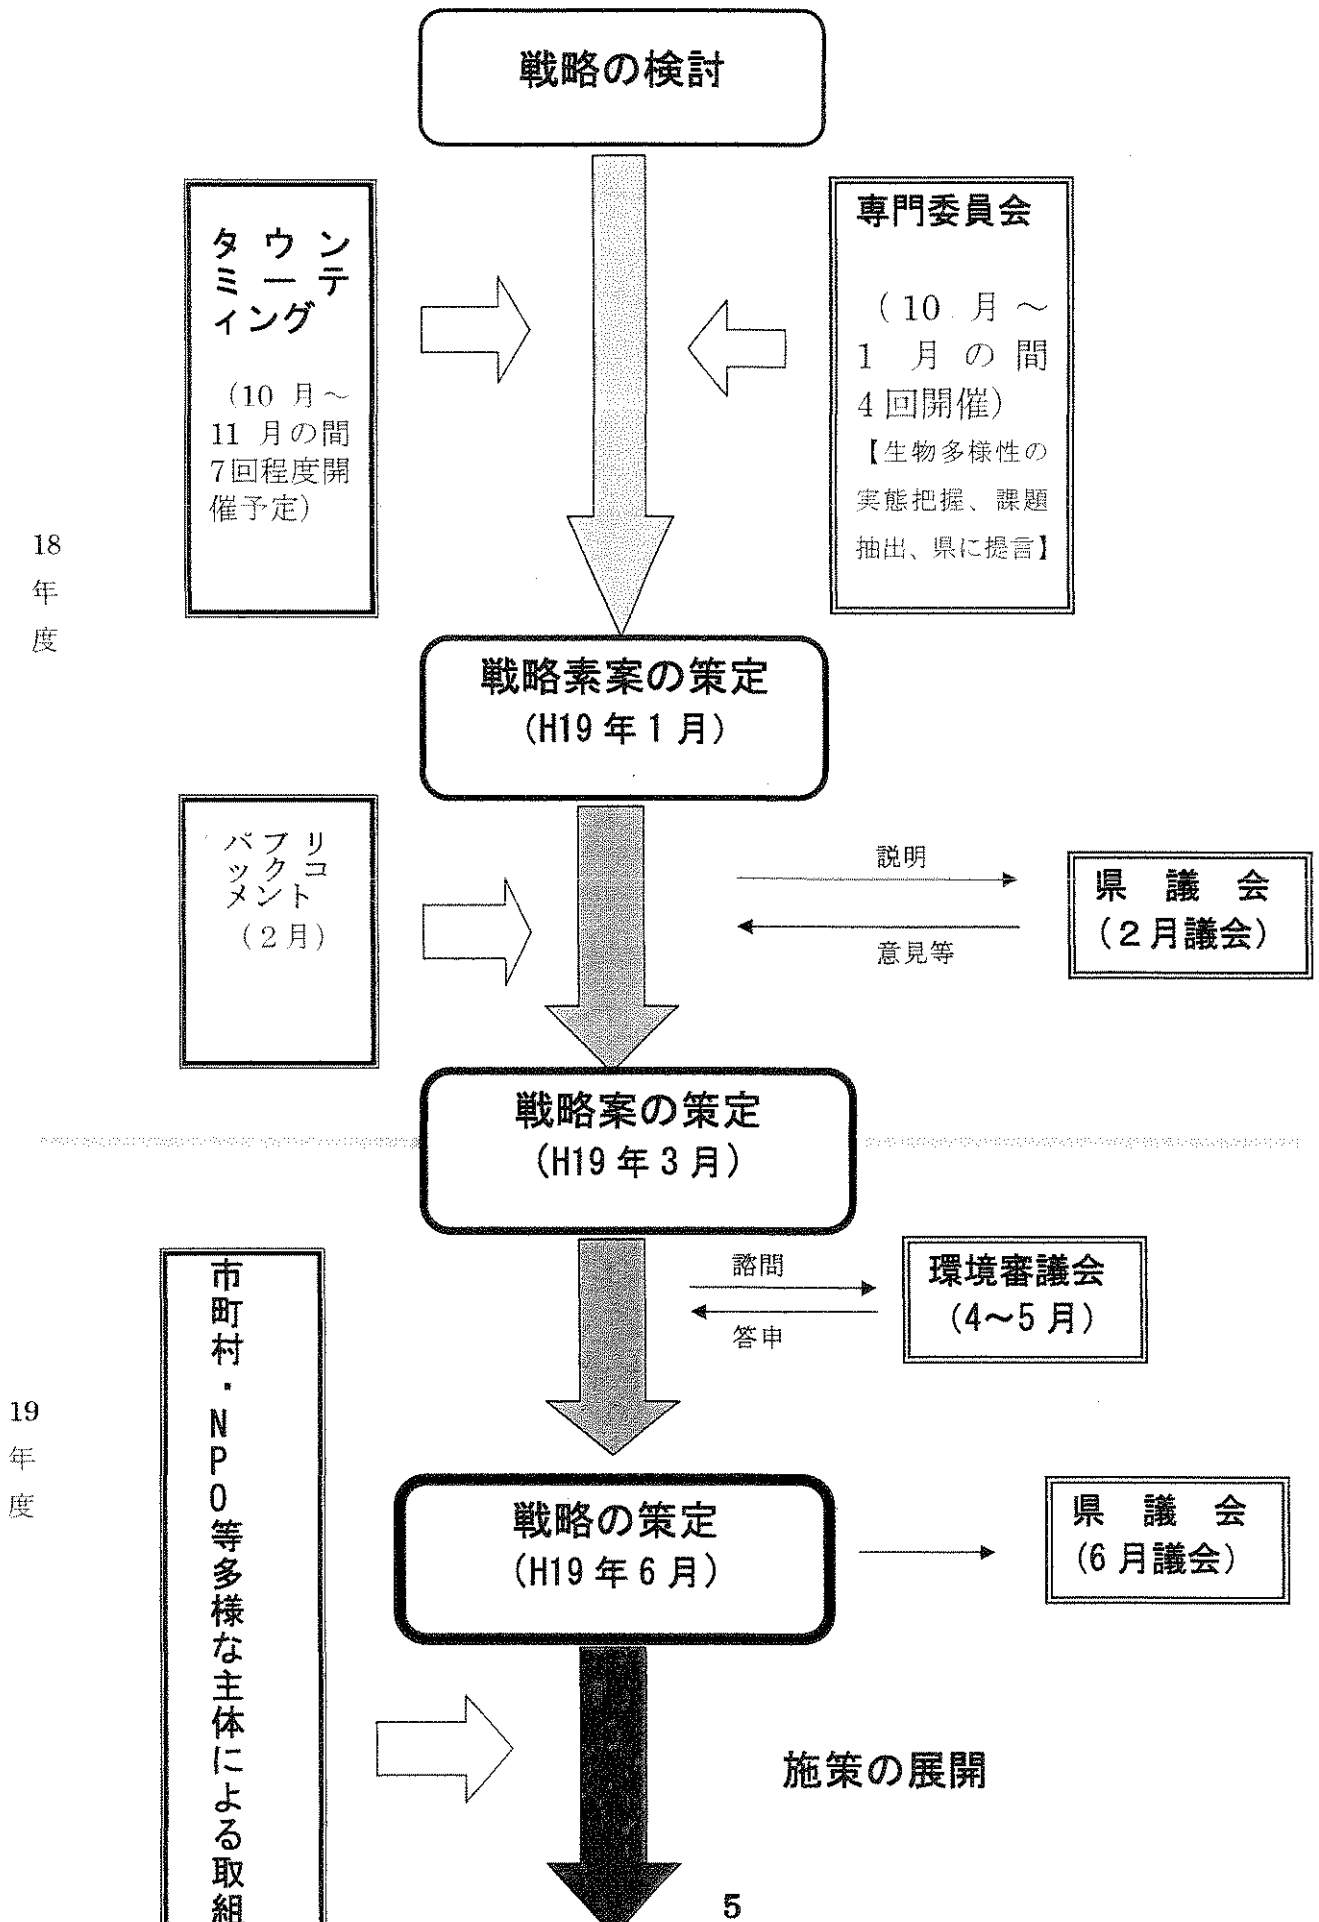 戦略の検討
タウン
ミーテ
ィング
（10 月～
11 月の間
7回程度開
催予定）
専門委員会
（10 月～
1 月の間
4 回開催）
【生物多様性の
実態把握、課題
抽出、県に提言】
18
年
度
戦略素案の策定
（H19 年 1 月）
パブリ
ックコ
メント
（2月）
説明
意見等
県 議 会
（2月議会）
戦略案の策定
（H19 年 3 月）
諮問
答申
環境審議会
（4～5 月）
19
年
度
市町村・NPO等多様な主体による取組
戦略の策定
（H19 年 6 月）
県 議 会
（6 月議会）
施策の展開
5